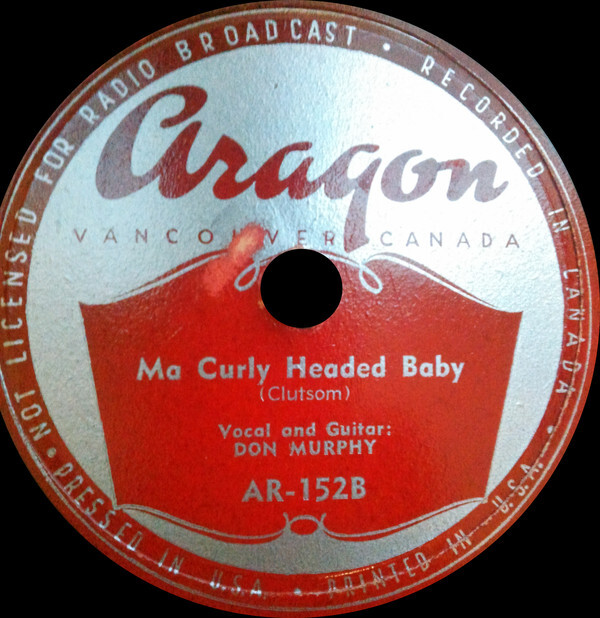 NOT LICENSED FOR RADIO BROADCAST • RECORDED IN CANADA •
Aragon
VANCOUVER, CANADA
Ma Curly Headed Baby
(Clutsom)
Vocal and Guitar:
DON MURPHY
AR-152B
• PRESSED IN U.S.A. • PRINTED IN U.S.A.